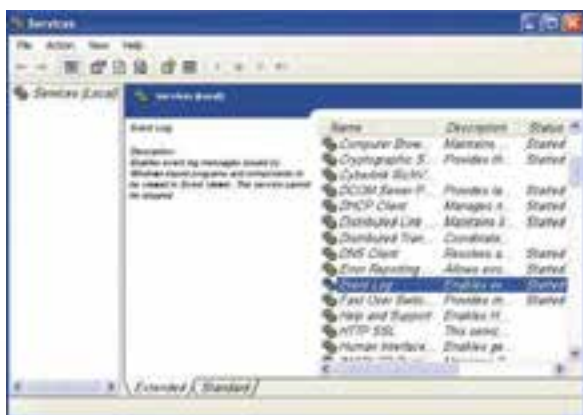 Services
File Action View Help
Services (Local)
Services (Local)
Event Log
Description:
Enables event log messages issued by
Windows-based programs and components to
be viewed in Event Viewer. This service cannot
be stopped.
Name Description Status
Computer Brow... Maintains ... Started
Cryptographic S... Provides th... Started
Cyberlink RichV...
DCOM Server P... Provides la... Started
DHCP Client Manages n... Started
Distributed Link ... Maintains li... Started
Distributed Tran... Coordinate...
DNS Client Resolves a... Started
Error Reporting ... Allows erro... Started
Event Log Enables ev... Started
Fast User Switc... Provides m... Started
Help and Support Enables H...
HTTP SSL This servic...
Human Interface... Enables ge...
Extended Standard